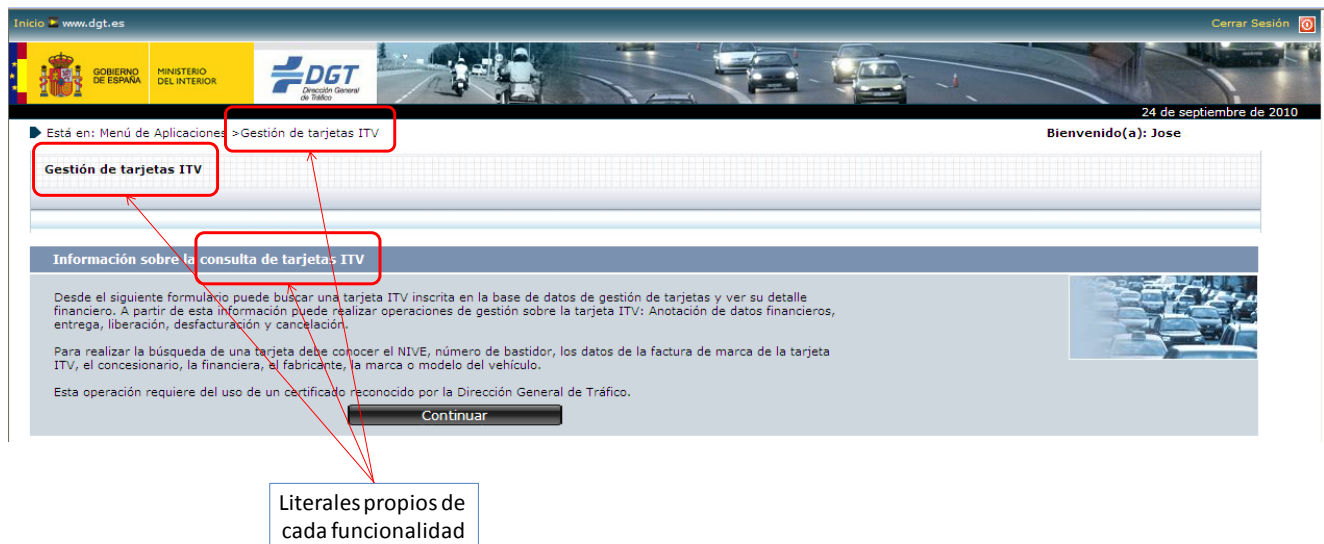 Inicio www.dgt.es
Cerrar Sesión
GOBIERNO DE ESPAÑA
MINISTERIO DEL INTERIOR
DGT
Dirección General de Tráfico
24 de septiembre de 2010
Está en: Menú de Aplicaciones >Gestión de tarjetas ITV
Bienvenido(a): Jose
Gestión de tarjetas ITV
Información sobre la consulta de tarjetas ITV
Desde el siguiente formulario puede buscar una tarjeta ITV inscrita en la base de datos de gestión de tarjetas y ver su detalle
financiero. A partir de esta información puede realizar operaciones de gestión sobre la tarjeta ITV: Anotación de datos financieros,
entrega, liberación, desfacturación y cancelación.
Para realizar la búsqueda de una tarjeta debe conocer el NIVE, número de bastidor, los datos de la factura de marca de la tarjeta
ITV, el concesionario, la financiera, el fabricante, la marca o modelo del vehículo.
Esta operación requiere del uso de un certificado reconocido por la Dirección General de Tráfico.
Continuar
Literales propios de
cada funcionalidad